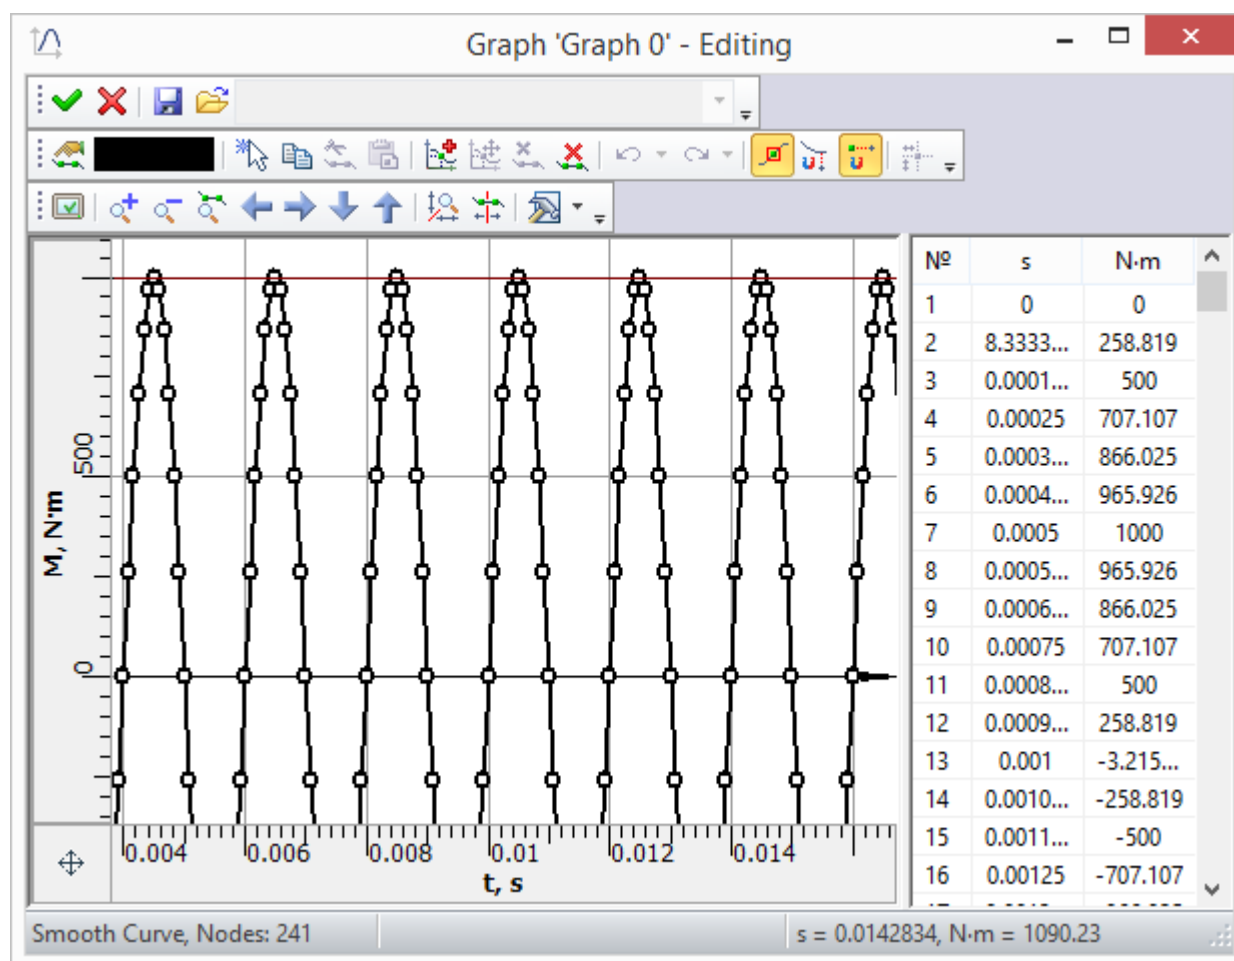 Graph 'Graph 0' - Editing
Nº s N·m
1 0 0
2 8.3333... 258.819
3 0.0001... 500
4 0.00025 707.107
5 0.0003... 866.025
6 0.0004... 965.926
7 0.0005 1000
8 0.0005... 965.926
9 0.0006... 866.025
10 0.00075 707.107
11 0.0008... 500
12 0.0009... 258.819
13 0.001 -3.215...
14 0.0010... -258.819
15 0.0011... -500
16 0.00125 -707.107
500
0
M, N·m
0.004 0.006 0.008 0.01 0.012 0.014
t, s
Smooth Curve, Nodes: 241
s = 0.0142834, N·m = 1090.23